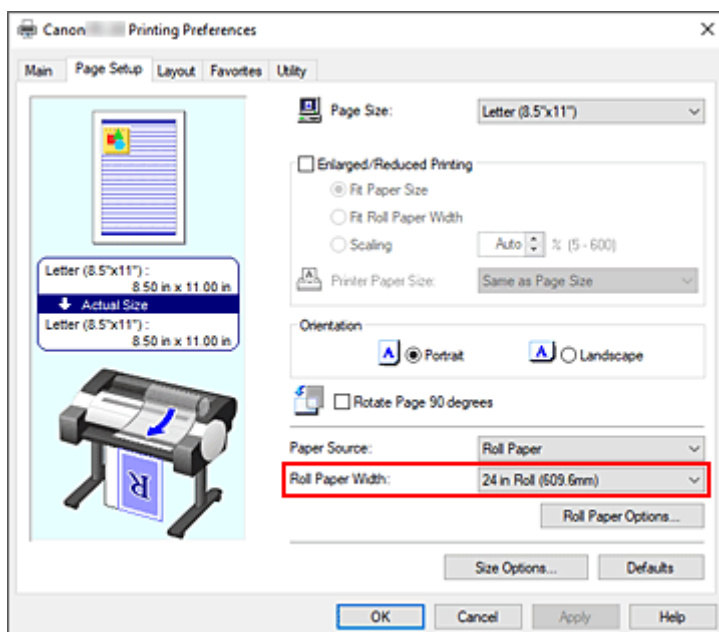 Canon Printing Preferences
Main Page Setup Layout Favorites Utility
Page Size: Letter (8.5"x11")
Enlarged/Reduced Printing
Fit Paper Size
Fit Roll Paper Width
Scaling Auto % (5 - 600)
Printer Paper Size: Same as Page Size
Letter (8.5"x11") :
8.50 in x 11.00 in
Actual Size
Letter (8.5"x11") :
8.50 in x 11.00 in
Orientation
A Portrait A Landscape
Rotate Page 90 degrees
Paper Source: Roll Paper
Roll Paper Width: 24 in Roll (609.6mm)
R
Roll Paper Options...
Size Options... Defaults
OK Cancel Apply Help